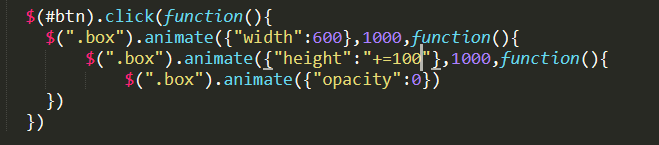 $(#btn).click(function(){
$(".box").animate({"width":600},1000,function(){
$(".box").animate({"height":"+=100"},1000,function(){
$(".box").animate({"opacity":0})
})
})